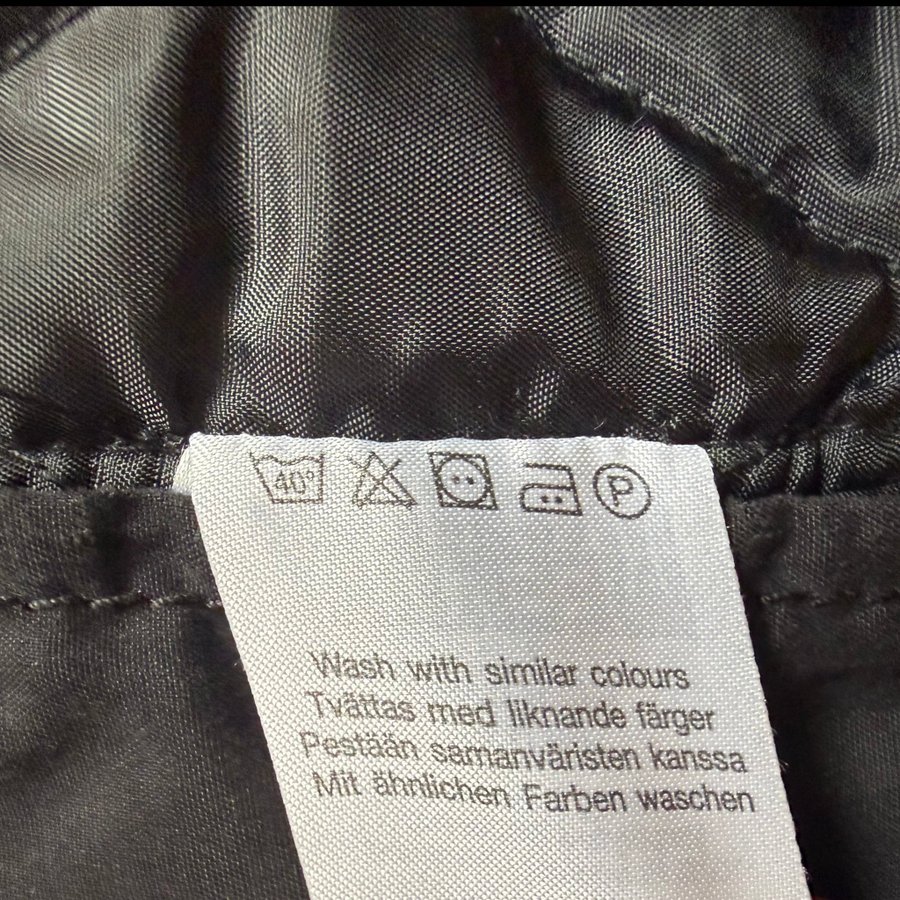 40° P
Wash with similar colours
Tvättas med liknande färger
Pestään samanväristen kanssa
Mit ähnlichen Farben waschen